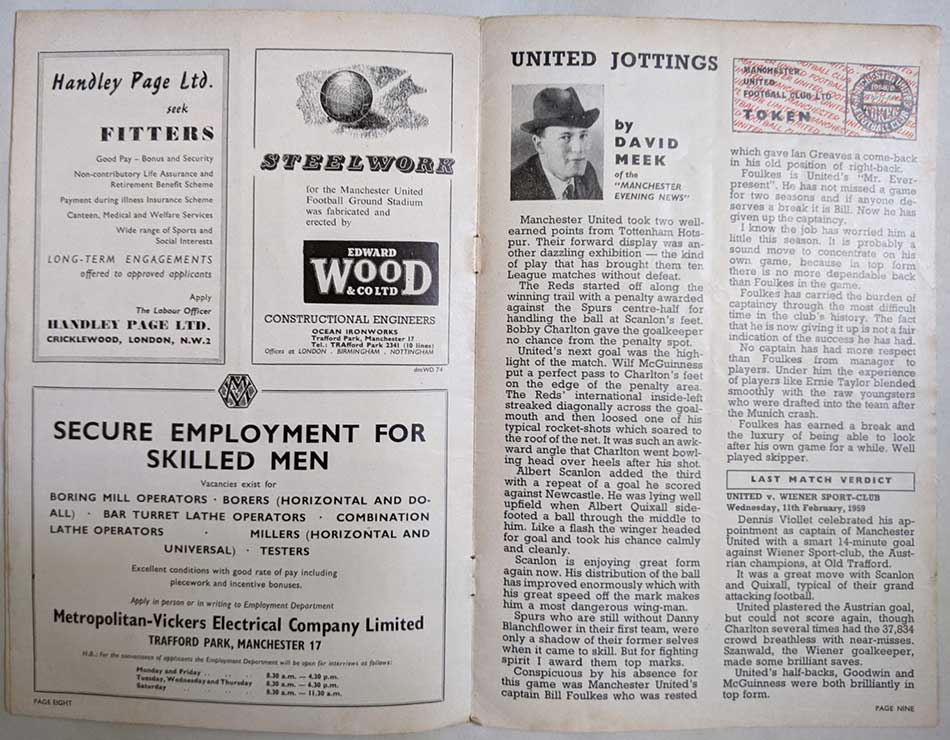 Handley Page Ltd.
seek
FITTERS
Good Pay – Bonus and Security
Non-contributory Life Assurance and
Retirement Benefit Scheme
Payment during illness Insurance Scheme
Canteen, Medical and Welfare Services
Wide range of Sports and
Social Interests
LONG-TERM ENGAGEMENTS
offered to approved applicants
Apply
The Labour Officer
HANDLEY PAGE LTD.
CRICKLEWOOD, LONDON, N.W.2
STEELWORK
for the Manchester United
Football Ground Stadium
was fabricated and
erected by
EDWARD
WOOD
& CO LTD
CONSTRUCTIONAL ENGINEERS
OCEAN IRONWORKS
Trafford Park, Manchester 17
Tel.: TRAfford Park 2341 (10 lines)
Offices at LONDON . BIRMINGHAM . NOTTINGHAM
dmWD 74
SECURE EMPLOYMENT FOR
SKILLED MEN
Vacancies exist for
BORING MILL OPERATORS · BORERS (HORIZONTAL AND DO-
ALL) · BAR TURRET LATHE OPERATORS · COMBINATION
LATHE OPERATORS · MILLERS (HORIZONTAL AND
UNIVERSAL) · TESTERS
Excellent conditions with good rate of pay including
piecework and incentive bonuses.
Apply in person or in writing to Employment Department
Metropolitan-Vickers Electrical Company Limited
TRAFFORD PARK, MANCHESTER 17
N.B.: For the convenience of applicants the Employment Department will be open for interviews as follows:
Monday and Friday .. .. .. 8.30 a.m. — 4.30 p.m.
Tuesday, Wednesday and Thursday 8.30 a.m. — 6.30 p.m.
Saturday .. .. .. .. 8.30 a.m. — 11.30 a.m.
PAGE EIGHT
UNITED JOTTINGS
by
DAVID
MEEK
of the
"MANCHESTER
EVENING NEWS"
Manchester United took two well-
earned points from Tottenham Hots-
pur. Their forward display was an-
other dazzling exhibition — the kind
of play that has brought them ten
League matches without defeat.
The Reds started off along the
winning trail with a penalty awarded
against the Spurs centre-half for
handling the ball at Scanlon's feet.
Bobby Charlton gave the goalkeeper
no chance from the penalty spot.
United's next goal was the high-
light of the match. Wilf McGuinness
put a perfect pass to Charlton's feet
on the edge of the penalty area.
The Reds' international inside-left
streaked diagonally across the goal-
mouth and then loosed one of his
typical rocket-shots which soared to
the roof of the net. It was such an awk-
ward angle that Charlton went bowl-
ing head over heels after his shot.
Albert Scanlon added the third
with a repeat of a goal he scored
against Newcastle. He was lying well
upfield when Albert Quixall side-
footed a ball through the middle to
him. Like a flash the winger headed
for goal and took his chance calmly
and cleanly.
Scanlon is enjoying great form
again now. His distribution of the ball
has improved enormously which with
his great speed off the mark makes
him a most dangerous wing-man.
Spurs who are still without Danny
Blanchflower in their first team, were
only a shadow of their former selves
when it came to skill. But for fighting
spirit I award them top marks.
Conspicuous by his absence for
this game was Manchester United's
captain Bill Foulkes who was rested
MANCHESTER
UNITED
FOOTBALL CLUB LTD
TOKEN
which gave Ian Greaves a come-back
in his old position of right-back.
Foulkes is United's "Mr. Ever-
present". He has not missed a game
for two seasons and if anyone de-
serves a break it is Bill. Now he has
given up the captaincy.
I know the job has worried him a
little this season. It is probably a
sound move to concentrate on his
own game, because in top form
there is no more dependable back
than Foulkes in the game.
Foulkes has carried the burden of
captaincy through the most difficult
time in the club's history. The fact
that he is now giving it up is not a fair
indication of the success he has had.
No captain has had more respect
than Foulkes from manager to
players. Under him the experience
of players like Ernie Taylor blended
smoothly with the raw youngsters
who were drafted into the team after
the Munich crash.
Foulkes has earned a break and
the luxury of being able to look
after his own game for a while. Well
played skipper.
LAST MATCH VERDICT
UNITED v. WIENER SPORT-CLUB
Wednesday, 11th February, 1959
Dennis Viollet celebrated his ap-
pointment as captain of Manchester
United with a smart 14-minute goal
against Wiener Sport-club, the Aust-
rian champions, at Old Trafford.
It was a great move with Scanlon
and Quixall, typical of their grand
attacking football.
United plastered the Austrian goal,
but could not score again, though
Charlton several times had the 37,834
crowd breathless with near-misses.
Szanwald, the Wiener goalkeeper,
made some brilliant saves.
United's half-backs, Goodwin and
McGuinness were both brilliantly in
top form.
PAGE NINE